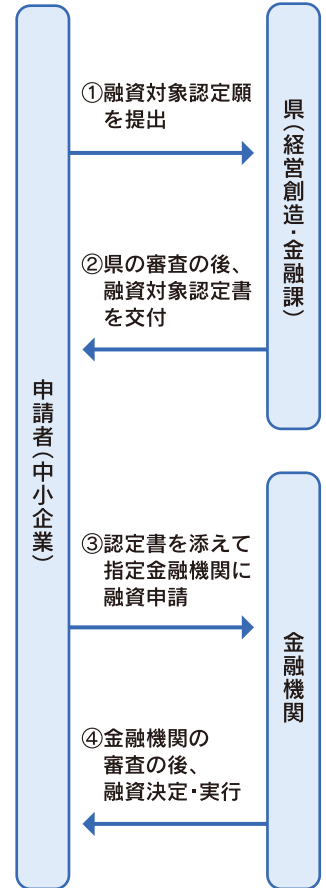 申請者（中小企業）
①融資対象認定願
を提出
県（経営創造・金融課）
②県の審査の後、
融資対象認定書
を交付
③認定書を添えて
指定金融機関に
融資申請
金融機関
④金融機関の
審査の後、
融資決定・実行